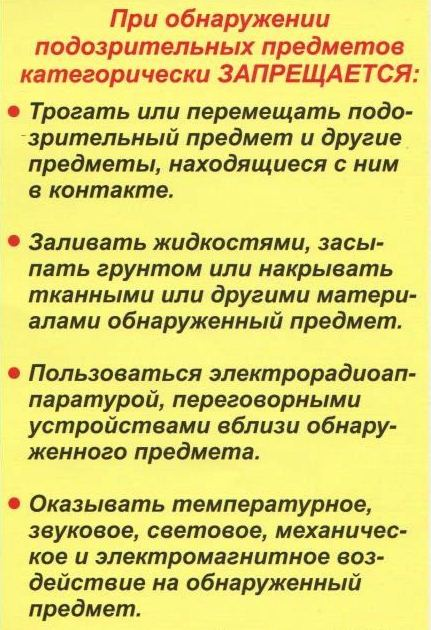 При обнаружении
подозрительных предметов
категорически ЗАПРЕЩАЕТСЯ:
• Трогать или перемещать подо-
зрительный предмет и другие
предметы, находящиеся с ним
в контакте.
• Заливать жидкостями, засы-
пать грунтом или накрывать
тканными или другими матери-
алами обнаруженный предмет.
• Пользоваться электрорадиоап-
паратурой, переговорными
устройствами вблизи обнару-
женного предмета.
• Оказывать температурное,
звуковое, световое, механичес-
кое и электромагнитное воз-
действие на обнаруженный
предмет.